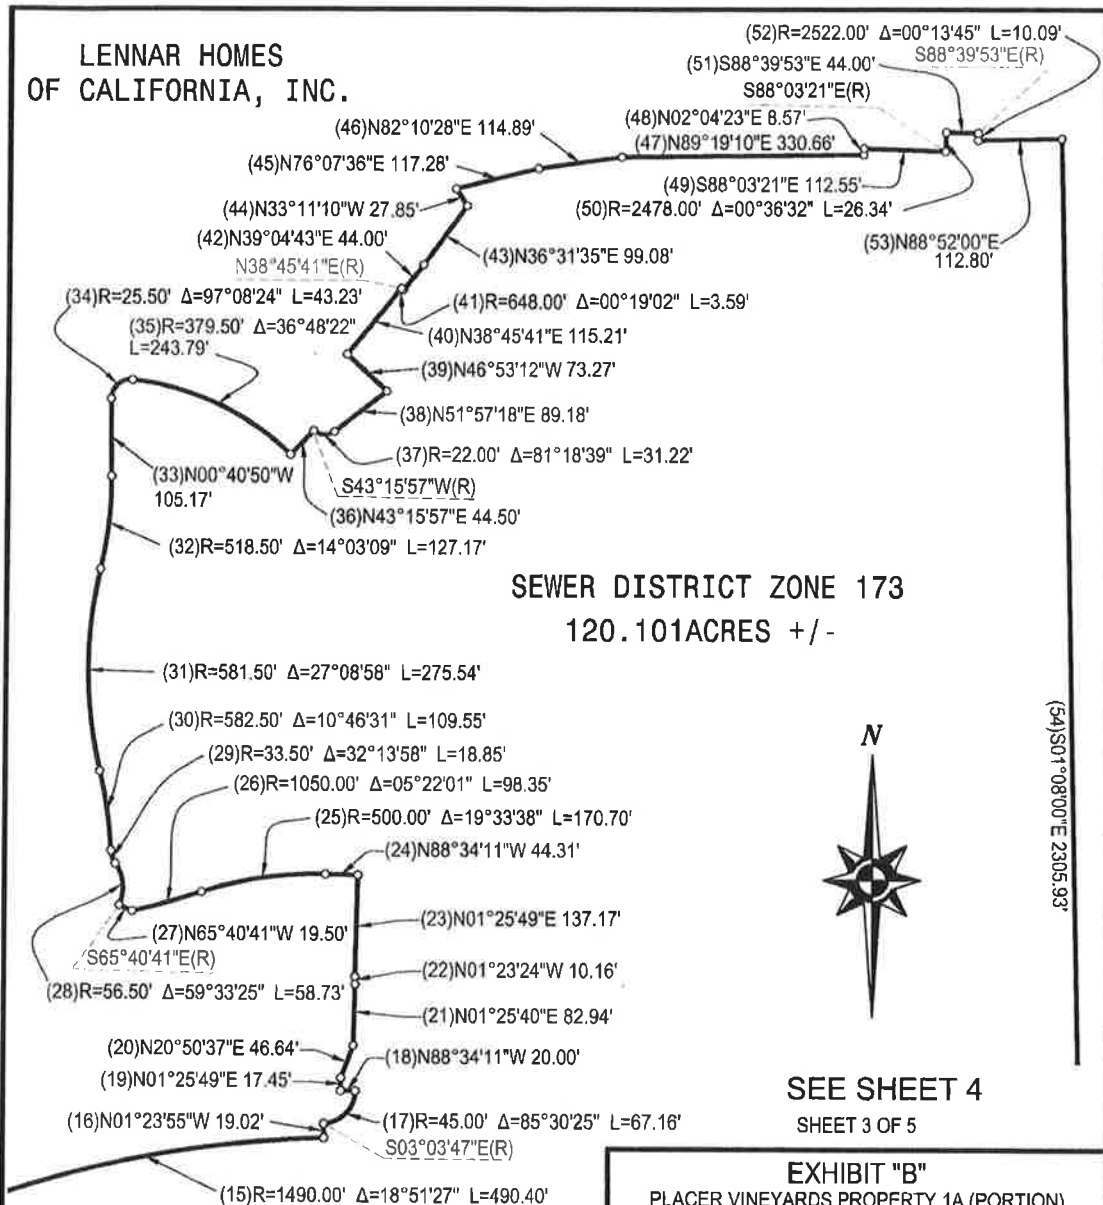 LENNAR HOMES
OF CALIFORNIA, INC.
(52)R=2522.00' Δ=00°13'45" L=10.09'
(51)S88°39'53"E 44.00'
S88°39'53"E(R)
S88°03'21"E(R)
(48)N02°04'23"E 8.57'
(47)N89°19'10"E 330.66'
(46)N82°10'28"E 114.89'
(45)N76°07'36"E 117.28'
(49)S88°03'21"E 112.55'
(50)R=2478.00' Δ=00°36'32" L=26.34'
(53)N88°52'00"E
112.80'
(44)N33°11'10"W 27.85'
(42)N39°04'43"E 44.00'
N38°45'41"E(R)
(43)N36°31'35"E 99.08'
(34)R=25.50' Δ=97°08'24" L=43.23'
(41)R=648.00' Δ=00°19'02" L=3.59'
(35)R=379.50' Δ=36°48'22"
L=243.79'
(40)N38°45'41"E 115.21'
(39)N46°53'12"W 73.27'
(38)N51°57'18"E 89.18'
(37)R=22.00' Δ=81°18'39" L=31.22'
(33)N00°40'50"W
105.17'
S43°15'57"W(R)
(36)N43°15'57"E 44.50'
(32)R=518.50' Δ=14°03'09" L=127.17'
SEWER DISTRICT ZONE 173
120.101ACRES +/-
(31)R=581.50' Δ=27°08'58" L=275.54'
(30)R=582.50' Δ=10°46'31" L=109.55'
(54)S01°08'00"E 2305.93'
N
(29)R=33.50' Δ=32°13'58" L=18.85'
(26)R=1050.00' Δ=05°22'01" L=98.35'
(25)R=500.00' Δ=19°33'38" L=170.70'
(24)N88°34'11"W 44.31'
(23)N01°25'49"E 137.17'
(27)N65°40'41"W 19.50'
S65°40'41"E(R)
(22)N01°23'24"W 10.16'
(28)R=56.50' Δ=59°33'25" L=58.73'
(21)N01°25'40"E 82.94'
(20)N20°50'37"E 46.64'
(18)N88°34'11"W 20.00'
(19)N01°25'49"E 17.45'
(16)N01°23'55"W 19.02'
(17)R=45.00' Δ=85°30'25" L=67.16'
S03°03'47"E(R)
(15)R=1490.00' Δ=18°51'27" L=490.40'
SEE SHEET 4
SHEET 3 OF 5
EXHIBIT "B"
PLACER VINEYARDS PROPERTY 1A (PORTION)